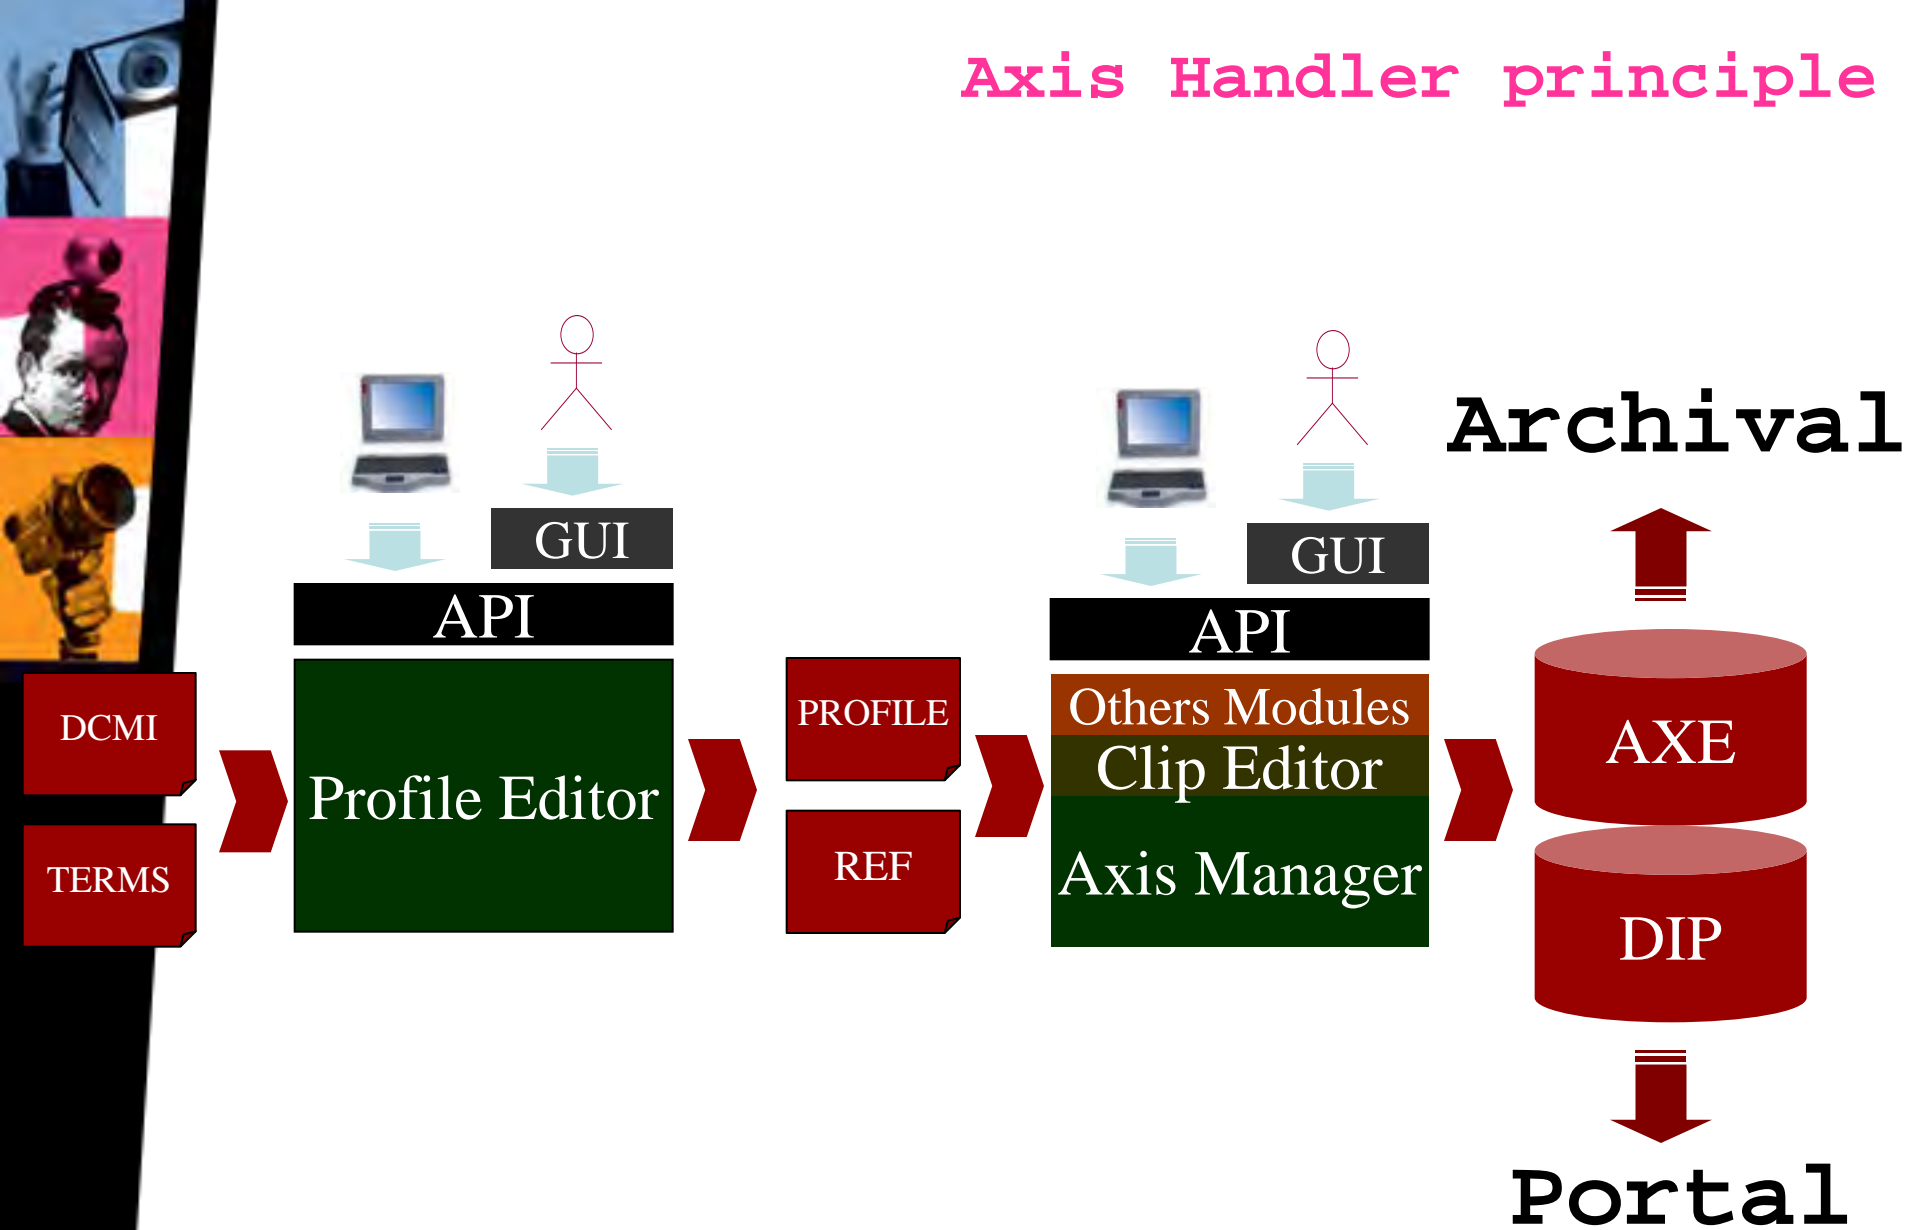 Axis Handler principle
GUI
API
DCMI
TERMS
Profile Editor
PROFILE
REF
GUI
API
Others Modules
Clip Editor
Axis Manager
Archival
AXE
DIP
Portal